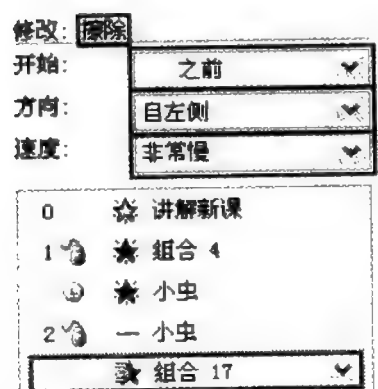 修改: 擦除
开始: 之前
方向: 自左侧
速度: 非常慢
0 讲解新课
1 组合 4
小虫
2 小虫
组合 17